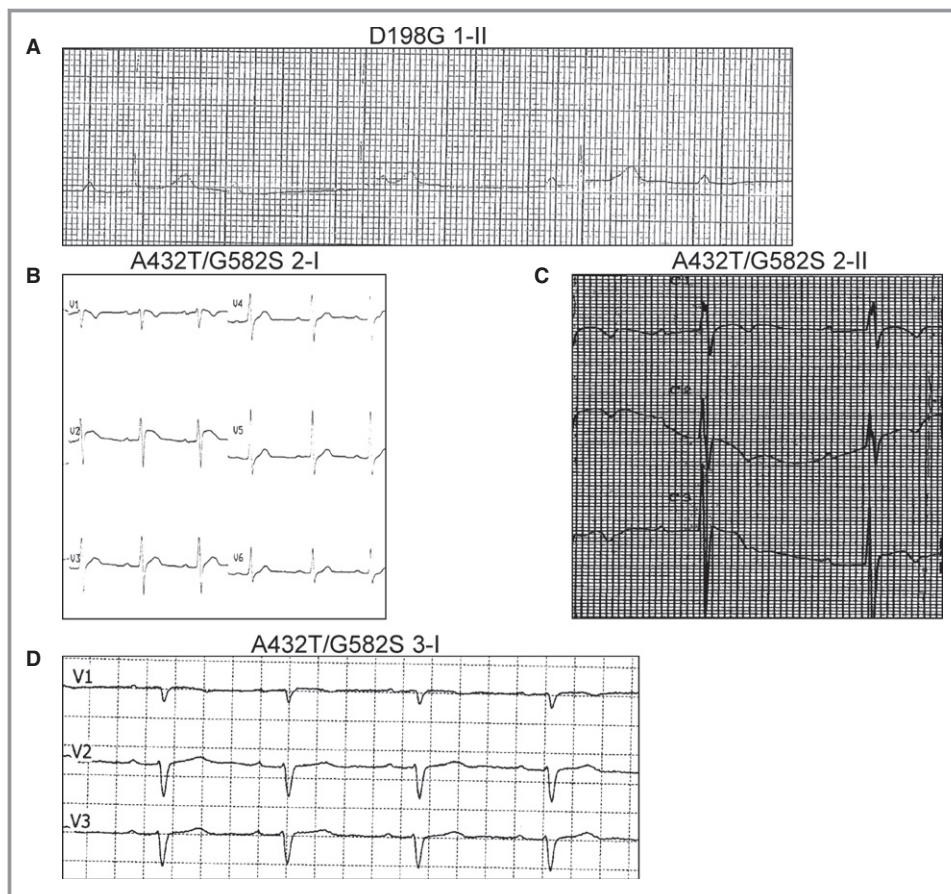 A
D198G 1-II
B
A432T/G582S 2-I
V1
V4
V2
V5
V3
V6
C
A432T/G582S 2-II
D
A432T/G582S 3-I
V1
V2
V3